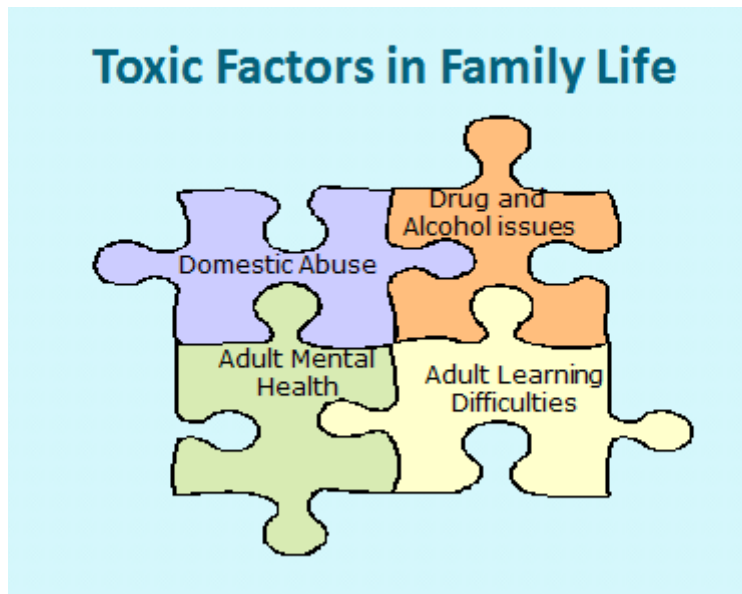 Toxic Factors in Family Life
Drug and
Alcohol issues
Domestic Abuse
Adult Mental
Health
Adult Learning
Difficulties